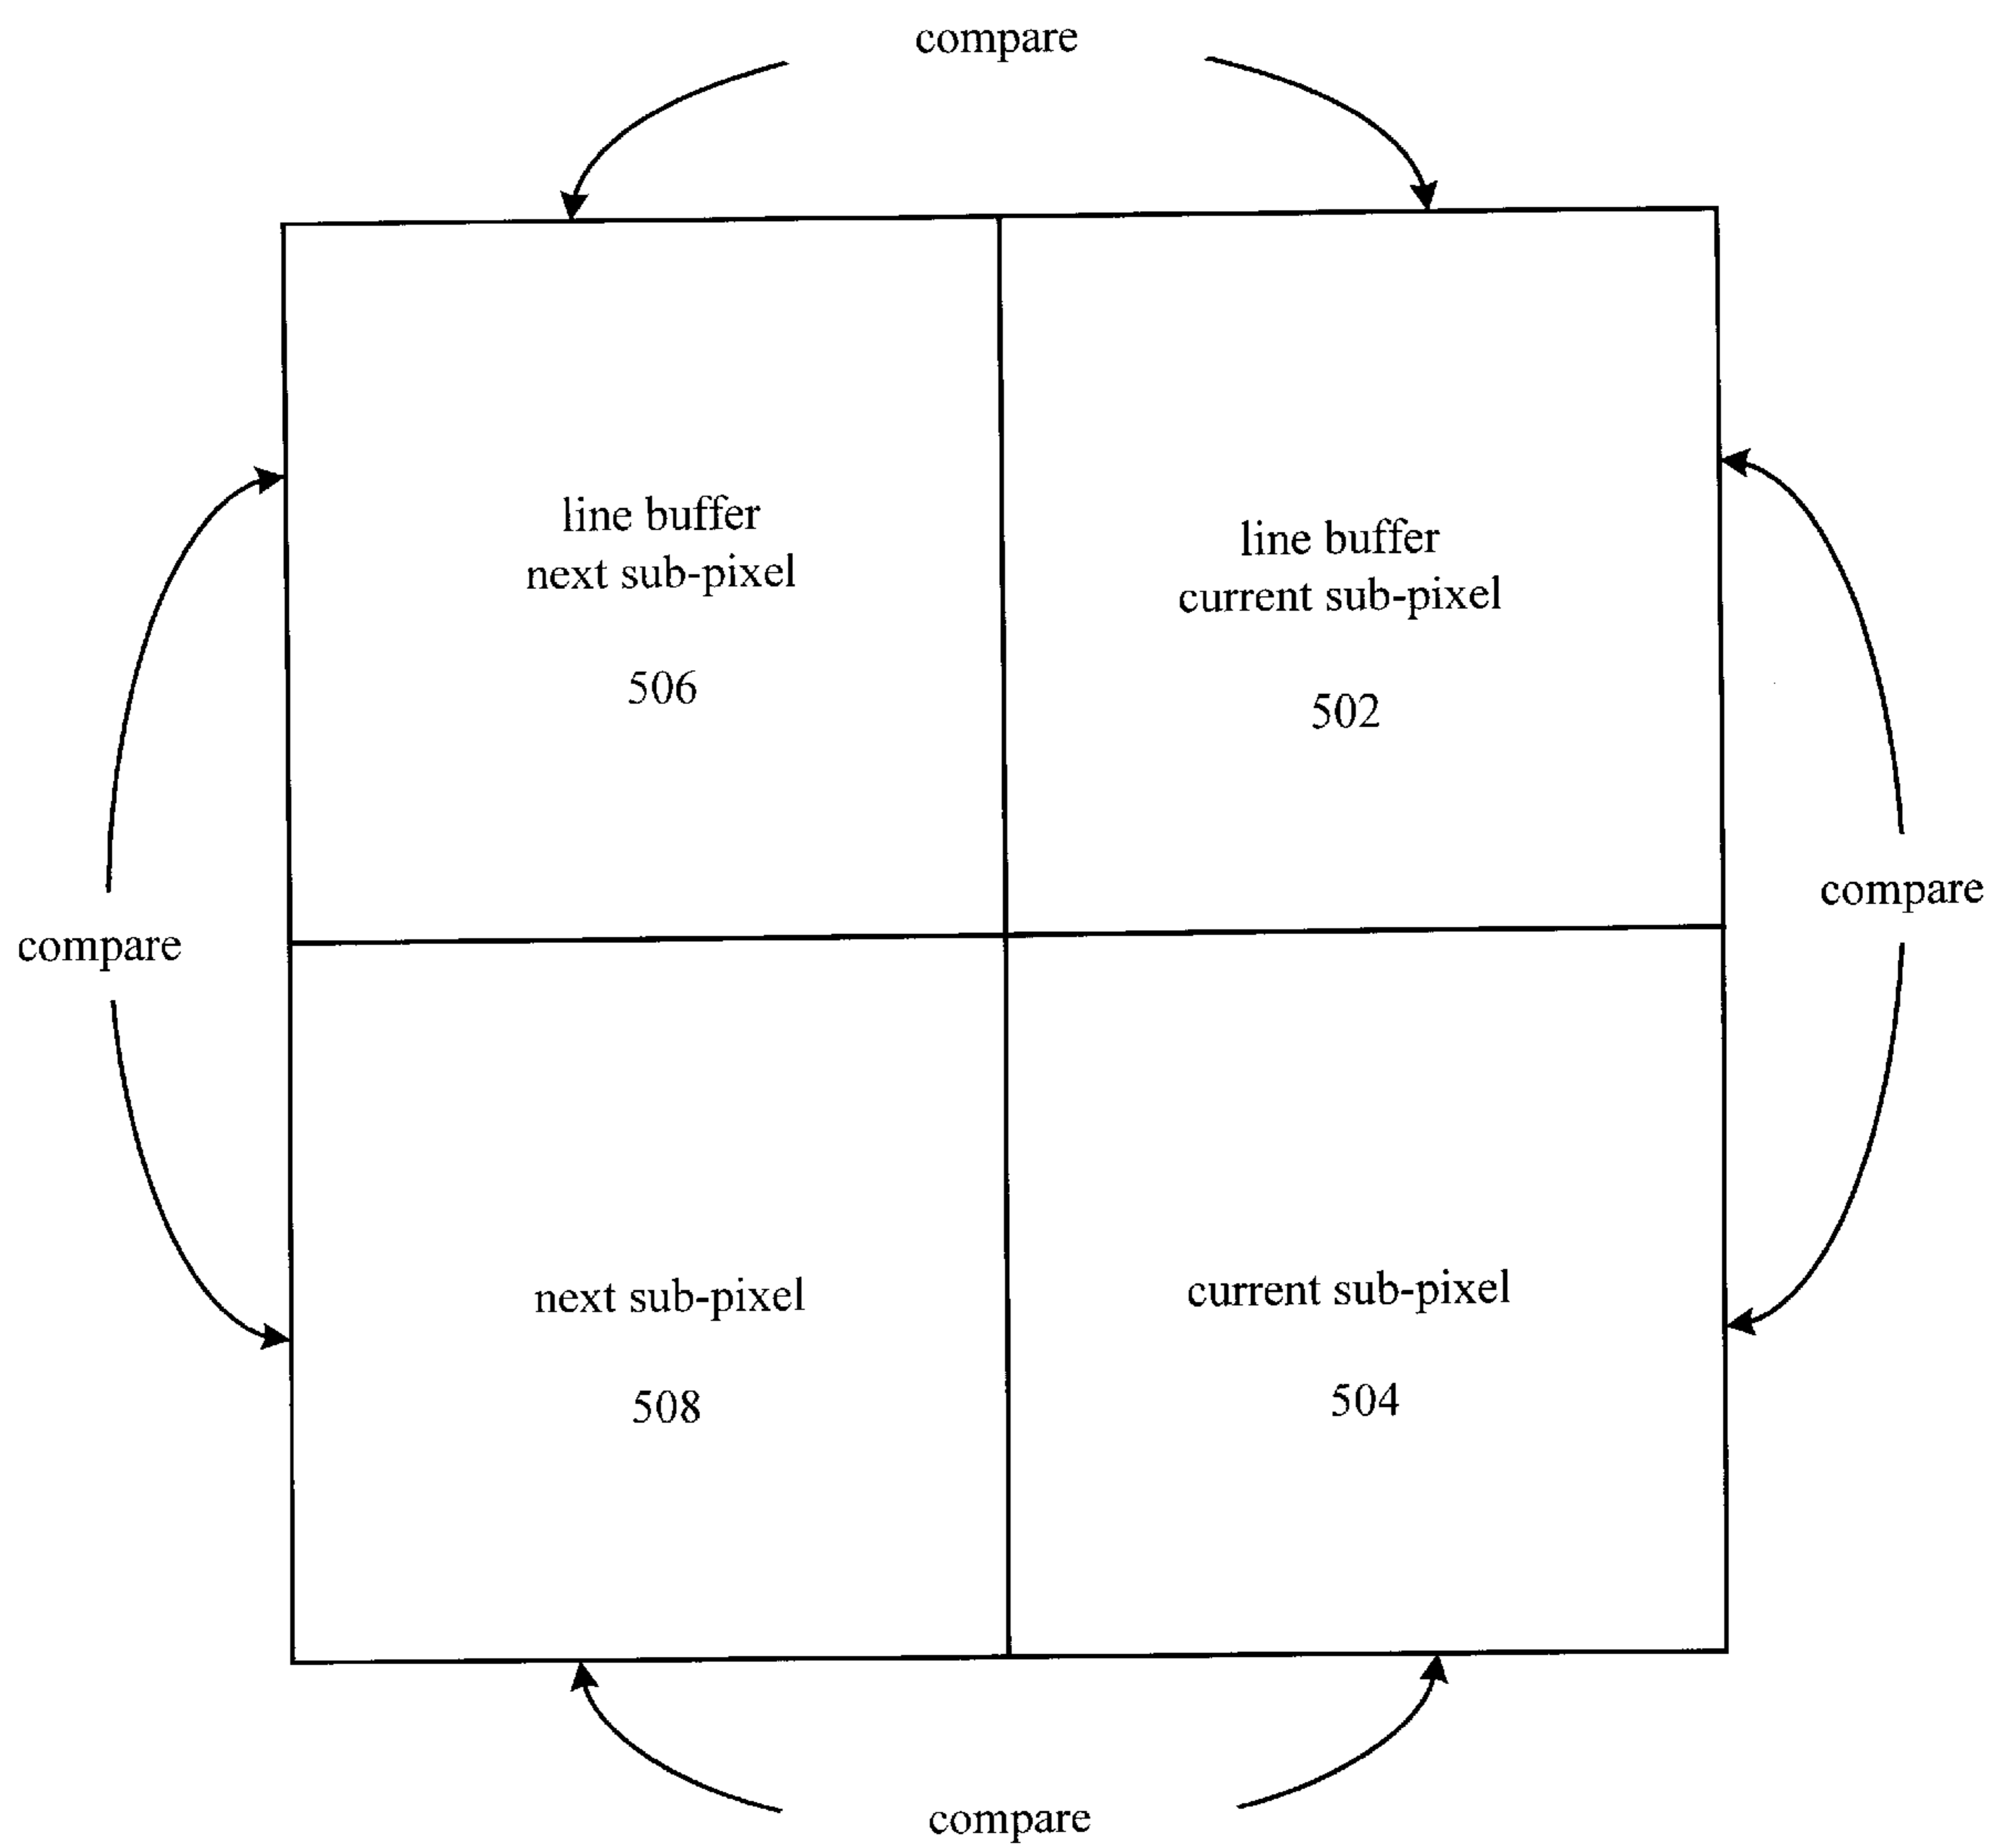 compare
line buffer
next sub-pixel
506
line buffer
current sub-pixel
502
compare
compare
next sub-pixel
508
current sub-pixel
504
compare